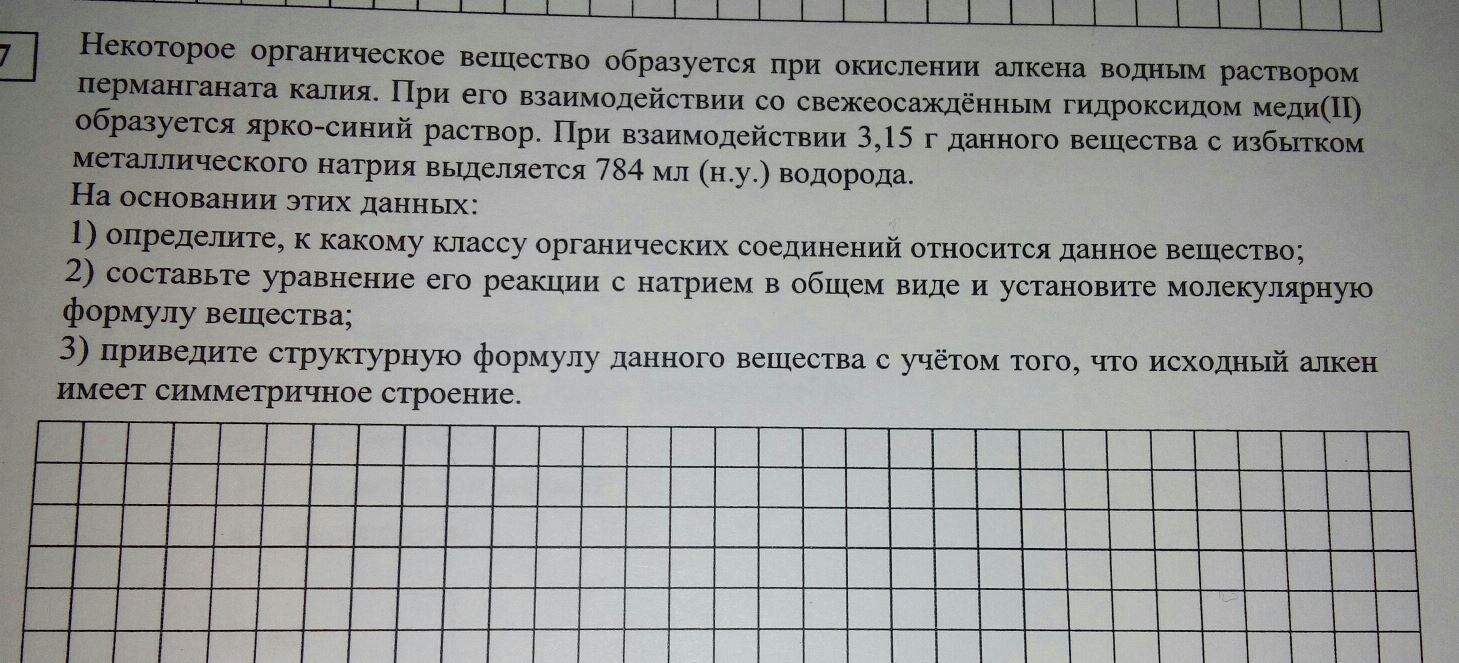 7
Некоторое органическое вещество образуется при окислении алкена водным раствором
перманганата калия. При его взаимодействии со свежеосаждённым гидроксидом меди(II)
образуется ярко-синий раствор. При взаимодействии 3,15 г данного вещества с избытком
металлического натрия выделяется 784 мл (н.у.) водорода.
На основании этих данных:
1) определите, к какому классу органических соединений относится данное вещество;
2) составьте уравнение его реакции с натрием в общем виде и установите молекулярную
формулу вещества;
3) приведите структурную формулу данного вещества с учётом того, что исходный алкен
имеет симметричное строение.